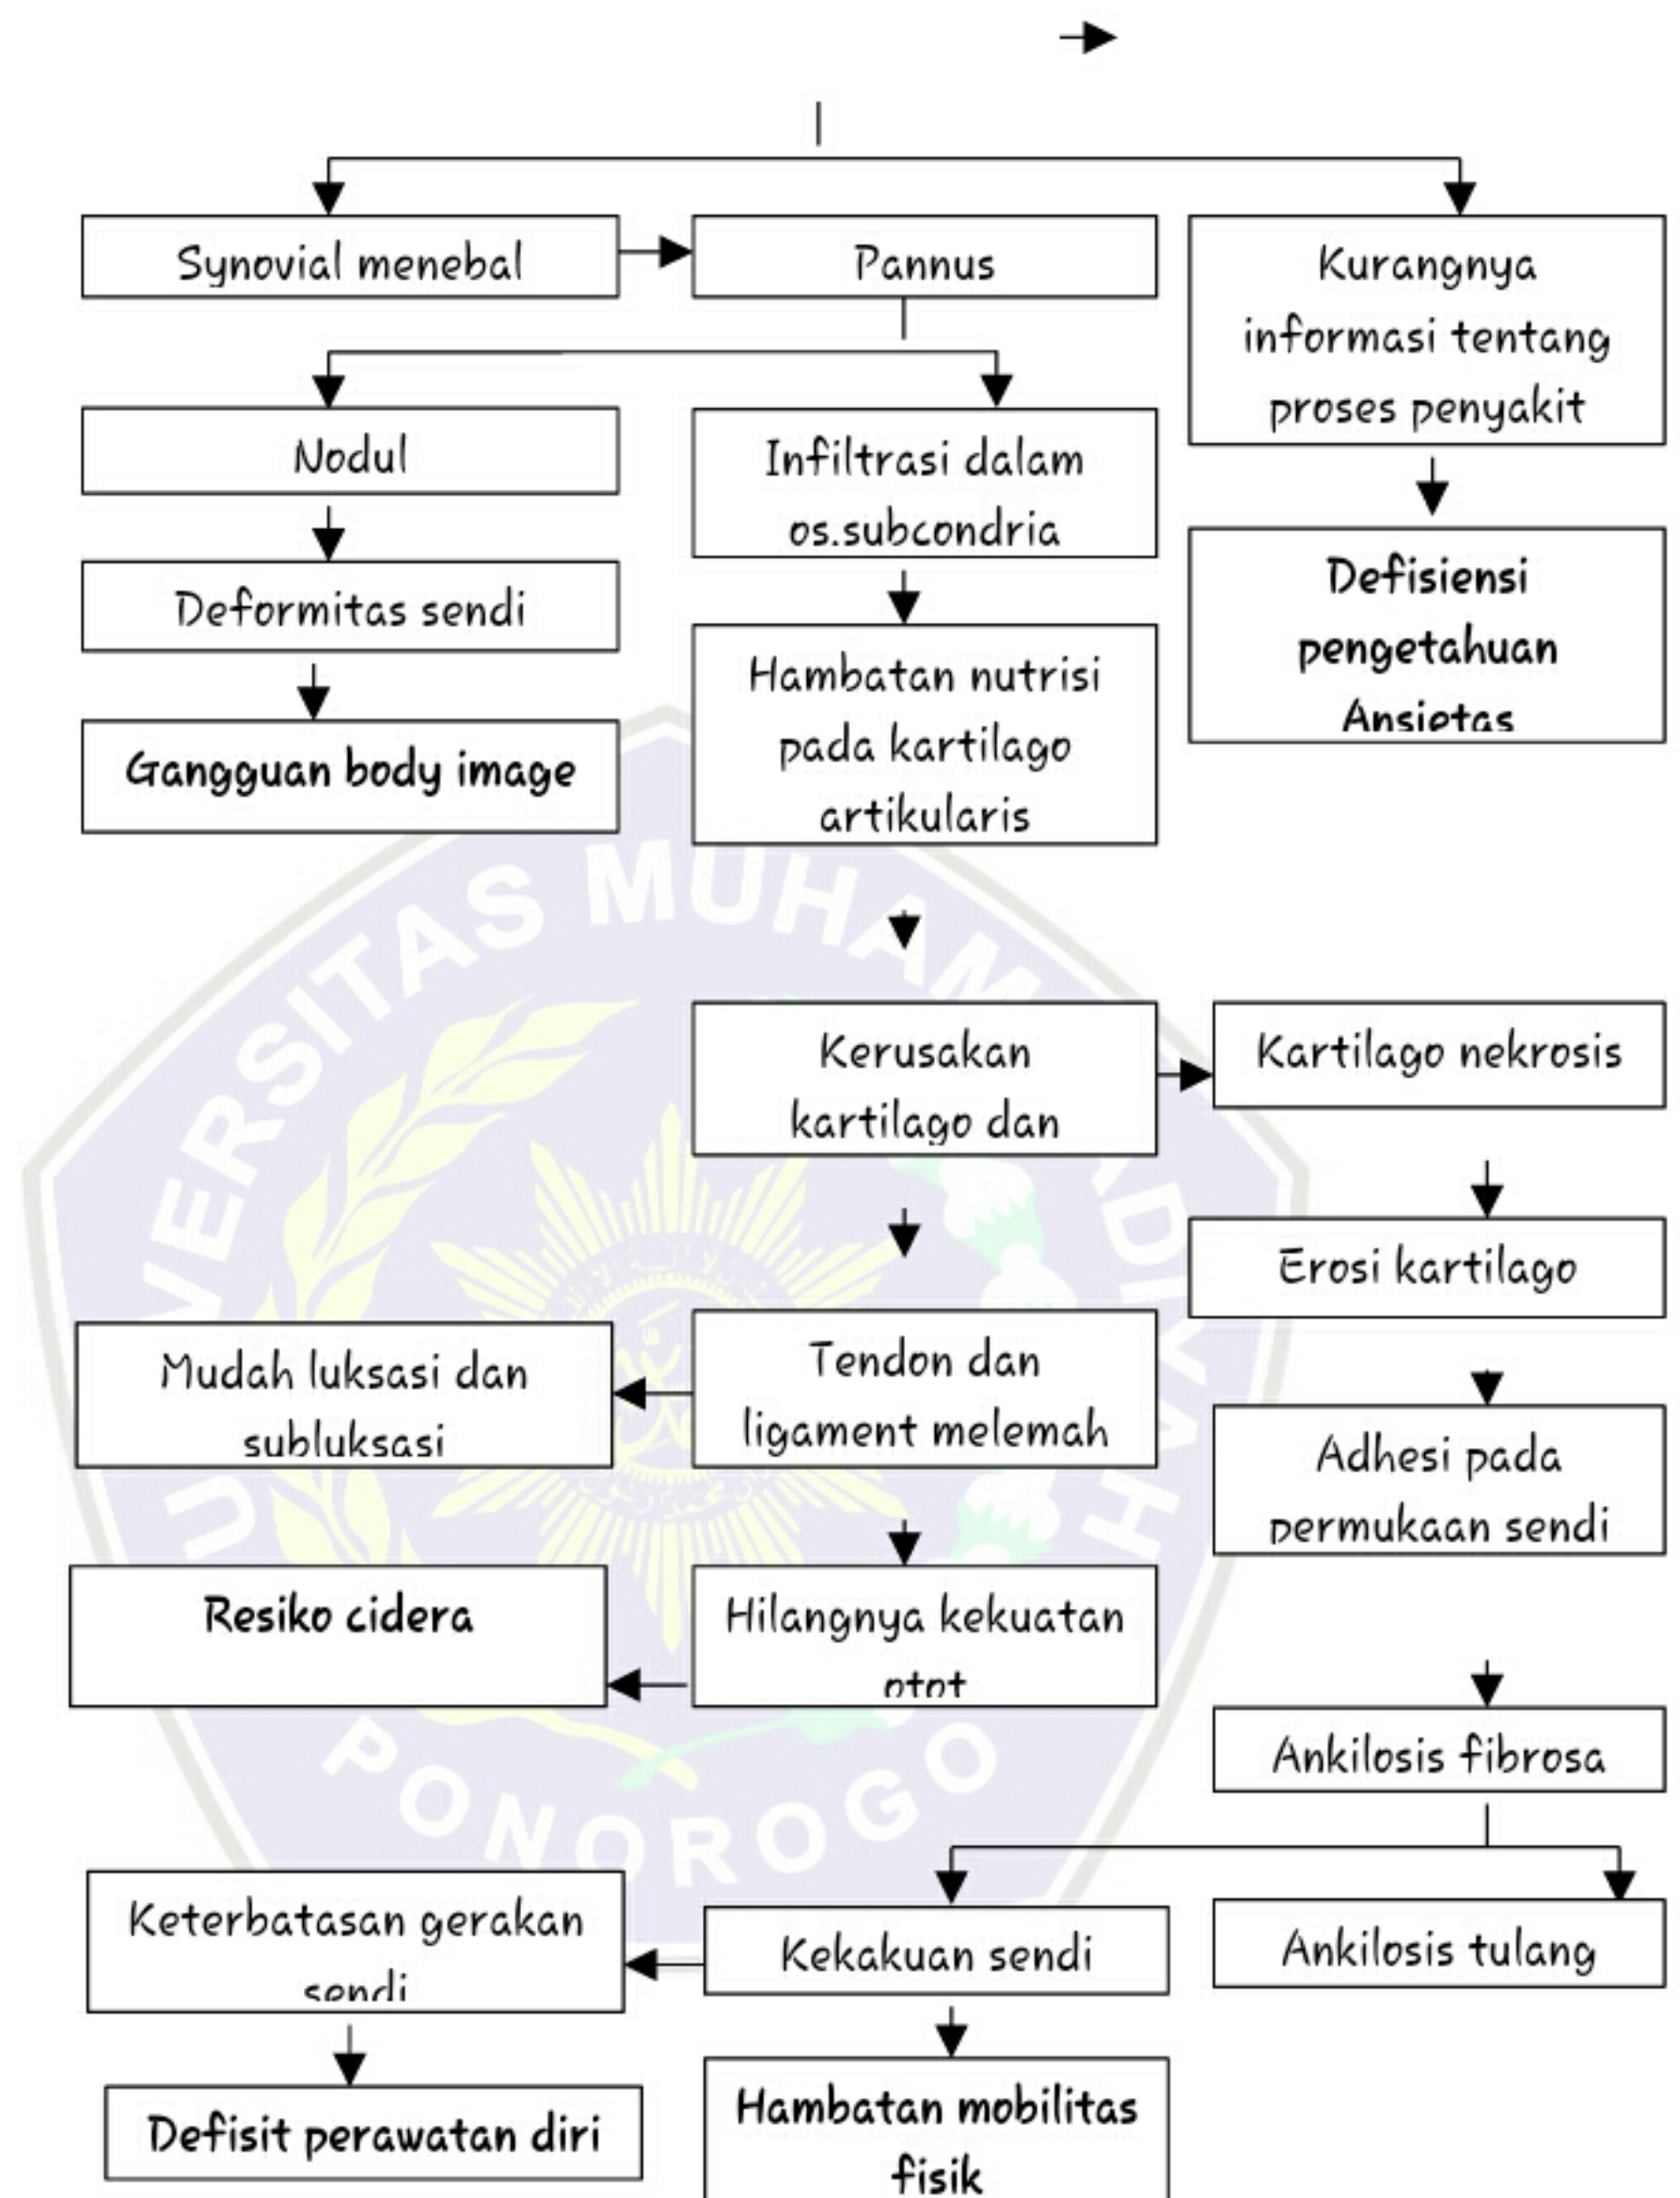 Synovial menebal
Pannus
Kurangnya
informasi tentang
proses penyakit
Nodul
Infiltrasi dalam
os.subcondria
Deformitas sendi
Defisiensi
pengetahuan
Ansietas
Hambatan nutrisi
pada kartilago
artikularis
Gangguan body image
Kerusakan
kartilago dan
Kartilago nekrosis
Erosi kartilago
Mudah luksasi dan
subluksasi
Tendon dan
ligament melemah
Adhesi pada
permukaan sendi
Resiko cidera
Hilangnya kekuatan
otot
Ankilosis fibrosa
Keterbatasan gerakan
sendi
Kekakuan sendi
Ankilosis tulang
Defisit perawatan diri
Hambatan mobilitas
fisik
PONOROGO